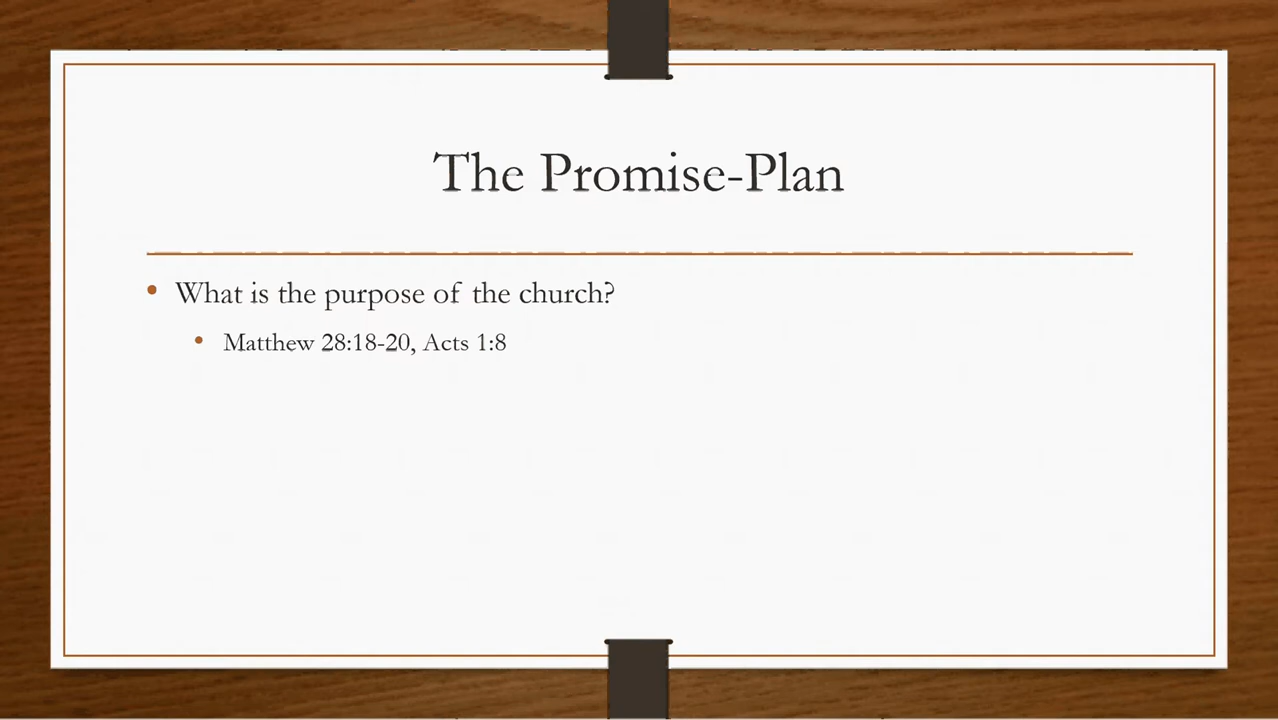 The Promise-Plan
What is the purpose of the church?
Matthew 28:18-20, Acts 1:8